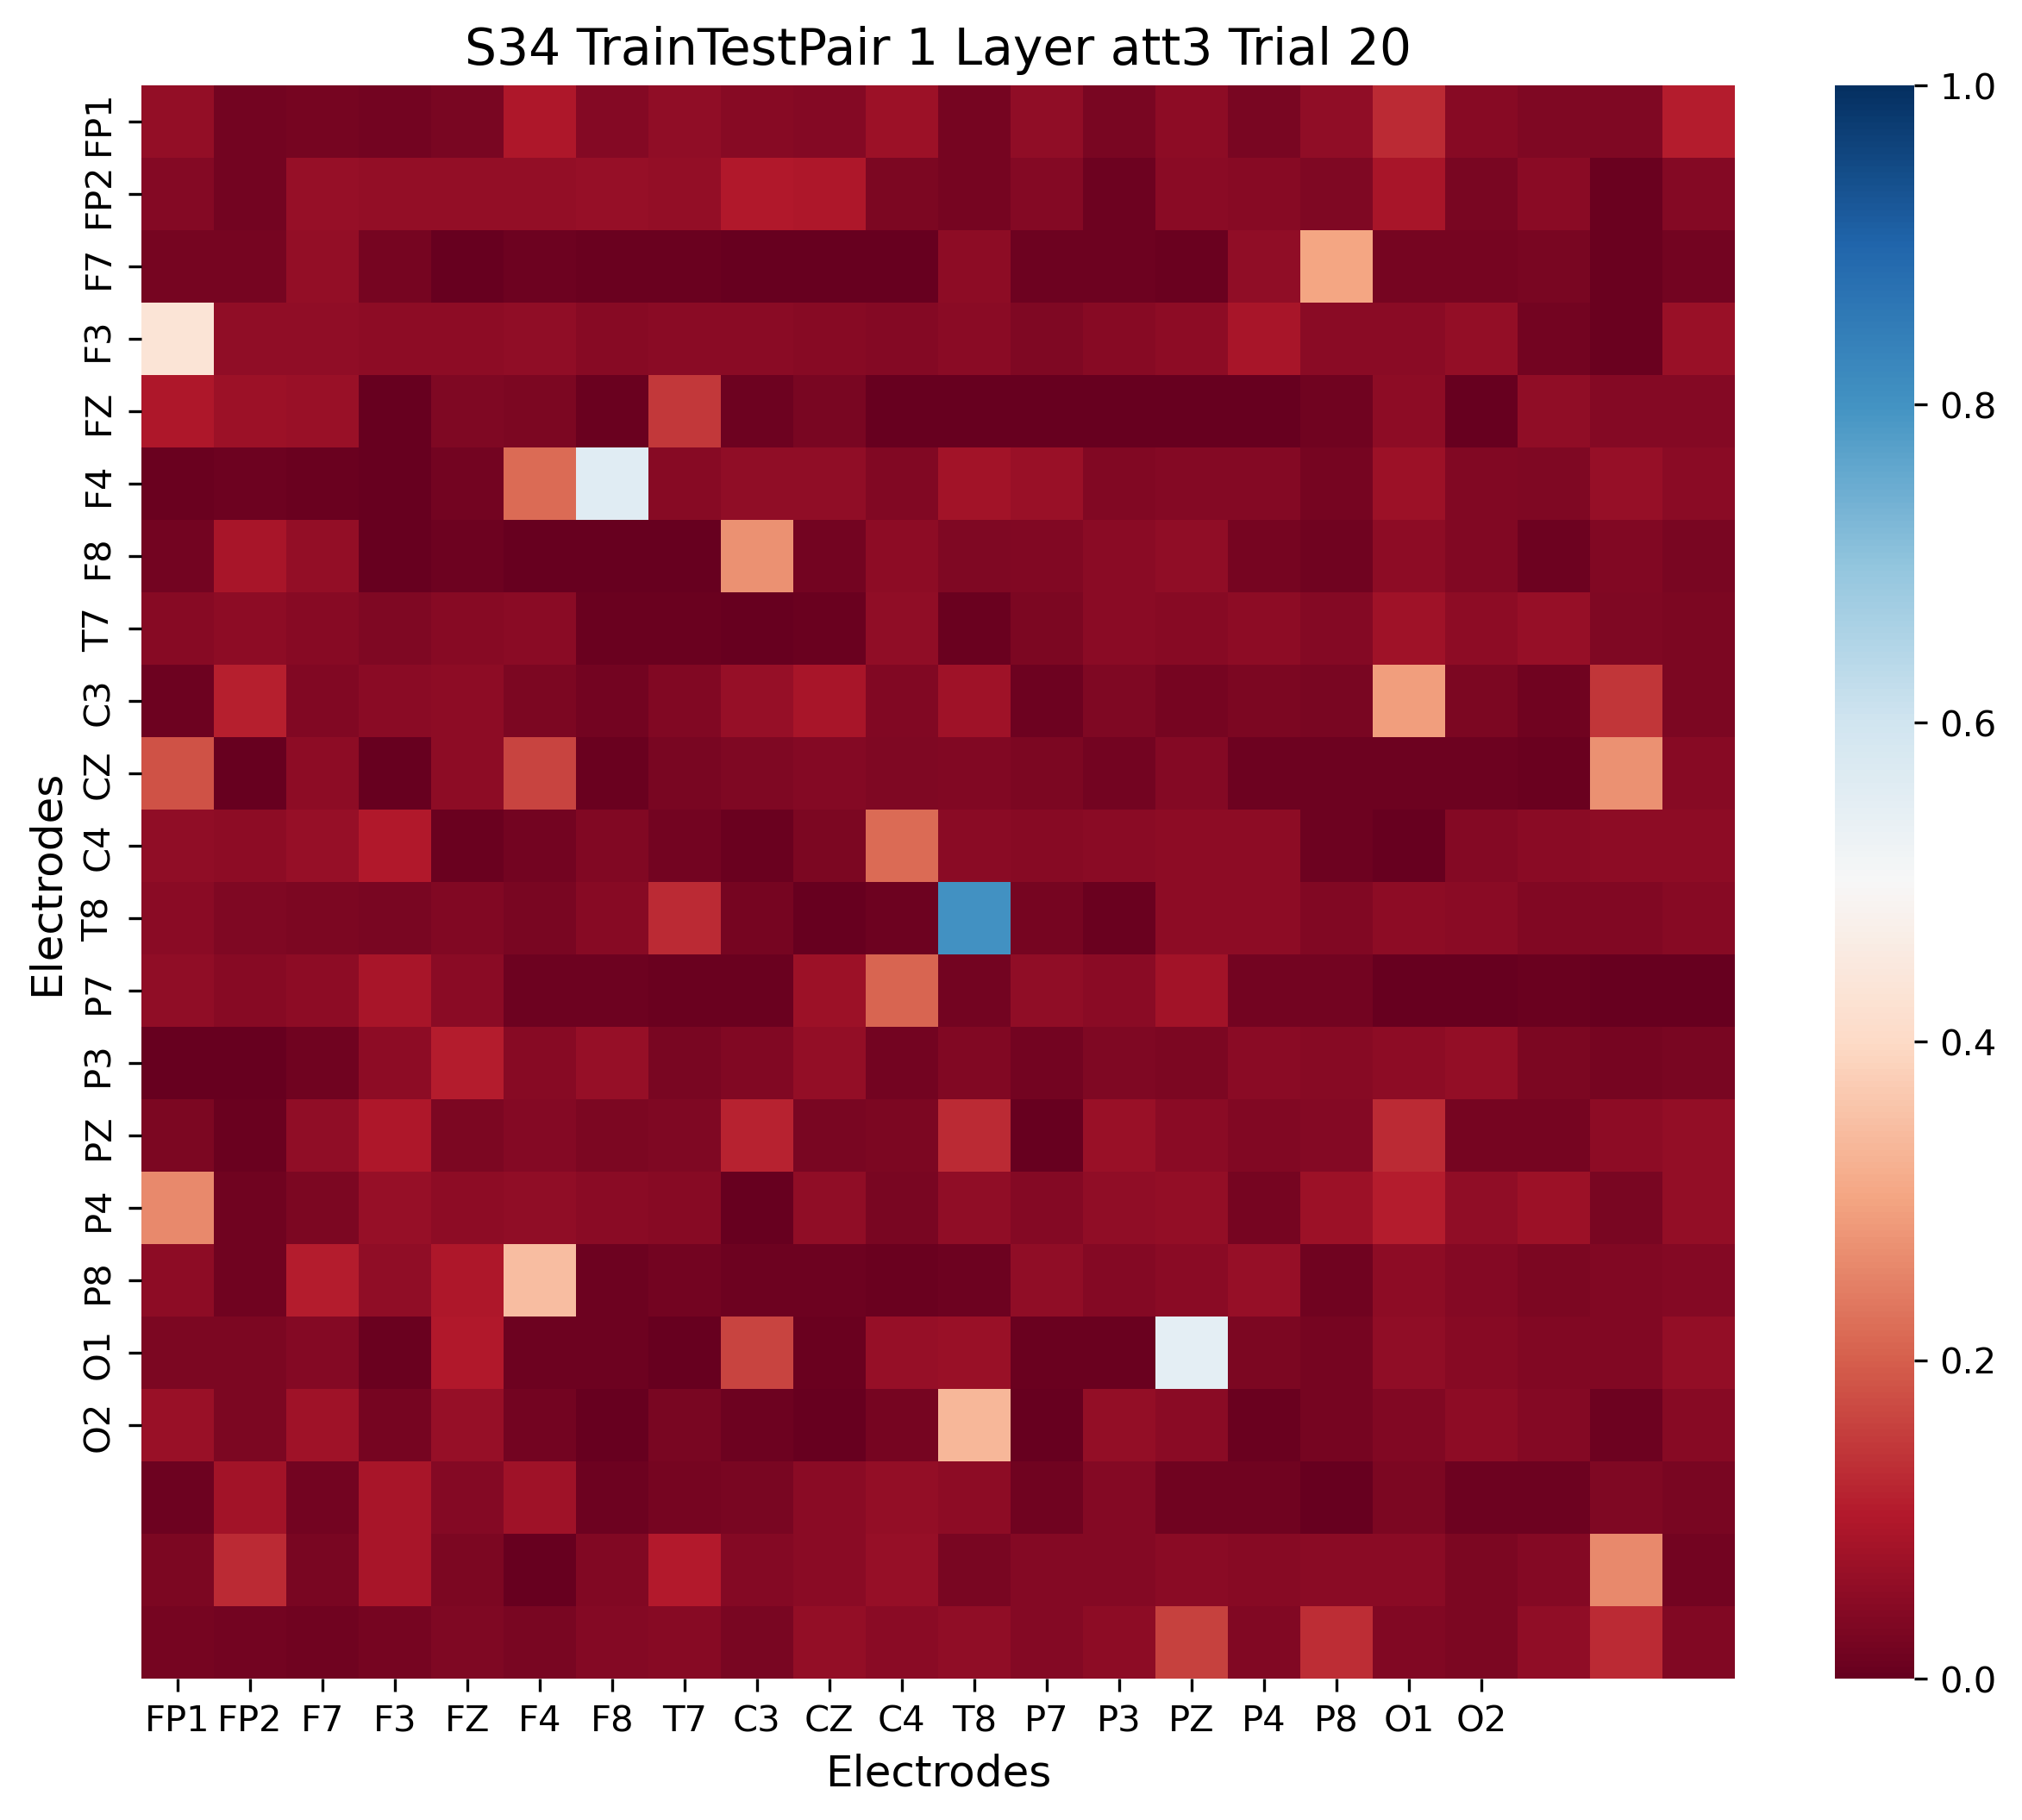 S34 TrainTestPair 1 Layer att3 Trial 20
Electrodes
FP1
FP2
F7
F3
FZ
F4
F8
T7
C3
CZ
C4
T8
P7
P3
PZ
P4
P8
O1
O2
FP1 FP2 F7 F3 FZ F4 F8 T7 C3 CZ C4 T8 P7 P3 PZ P4 P8 O1 O2
Electrodes
1.0
0.8
0.6
0.4
0.2
0.0